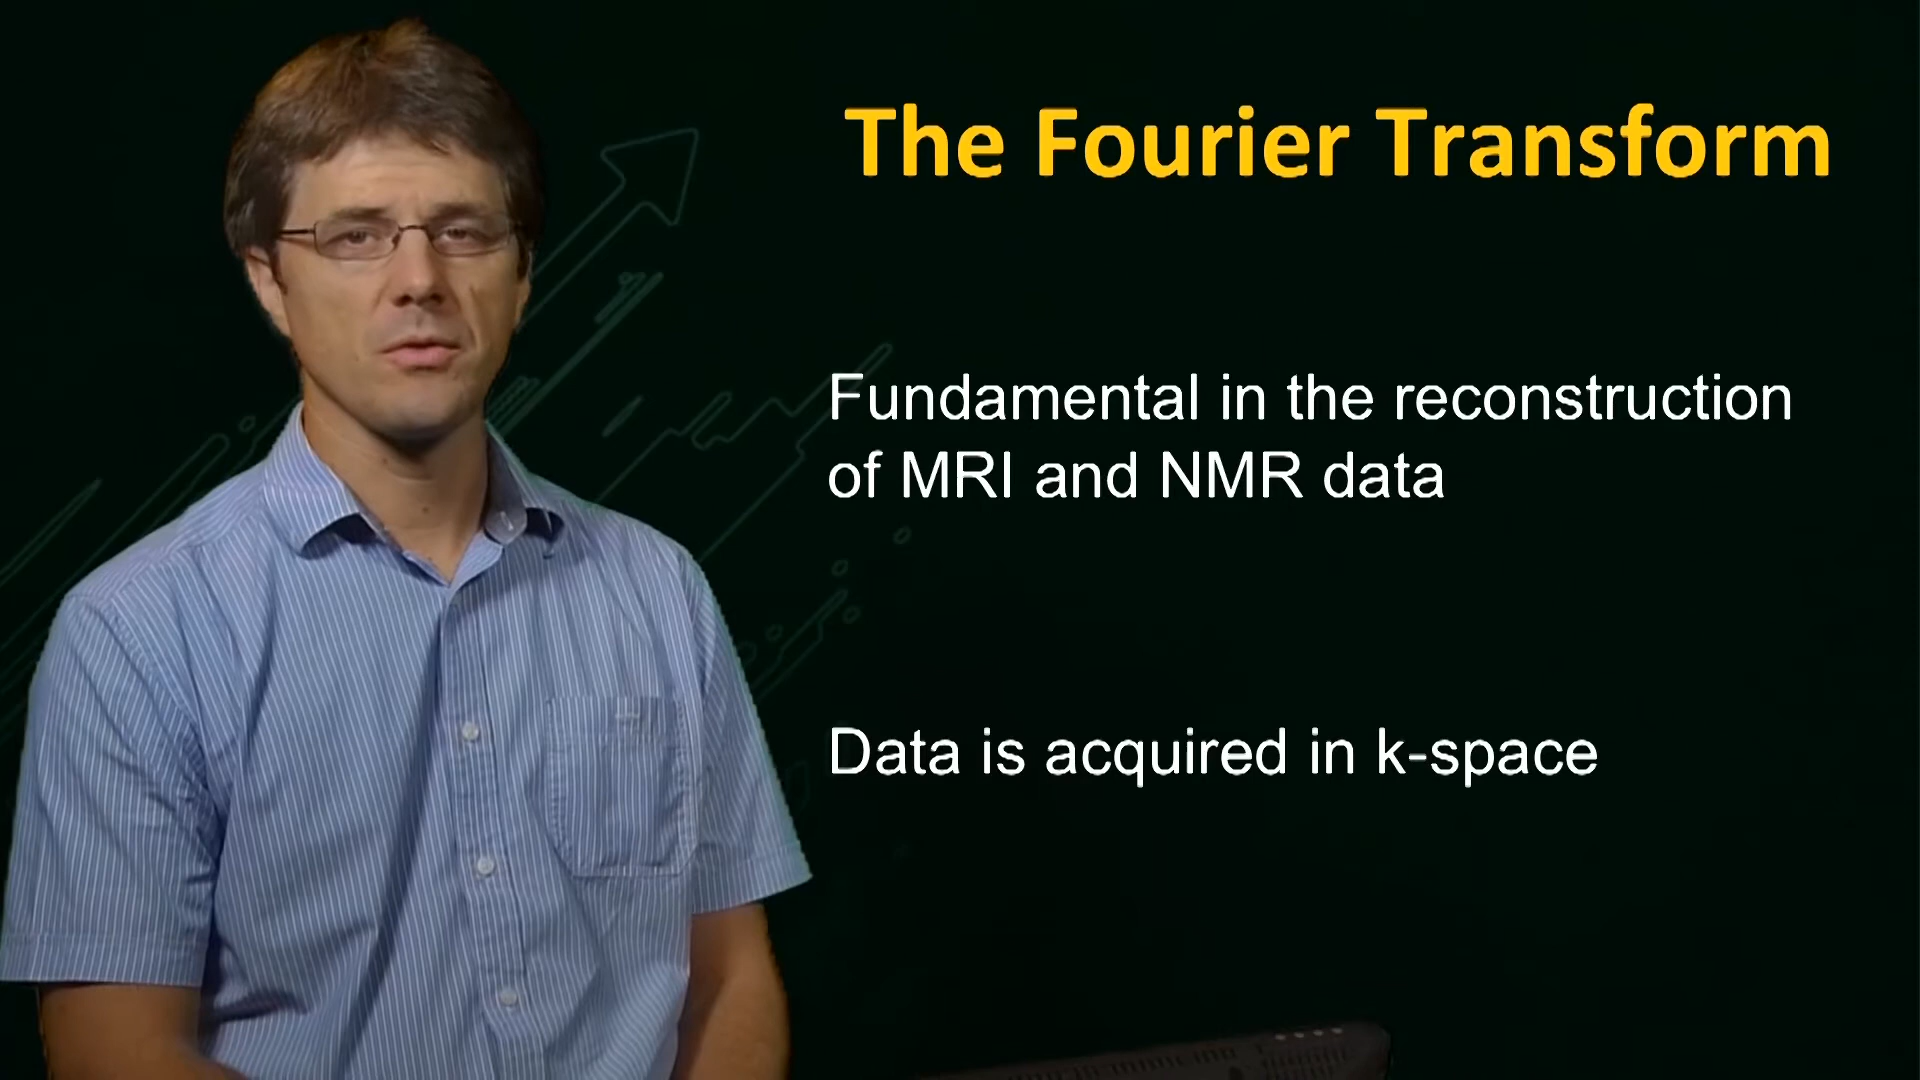 The Fourier Transform
Fundamental in the reconstruction
of MRI and NMR data
Data is acquired in k-space